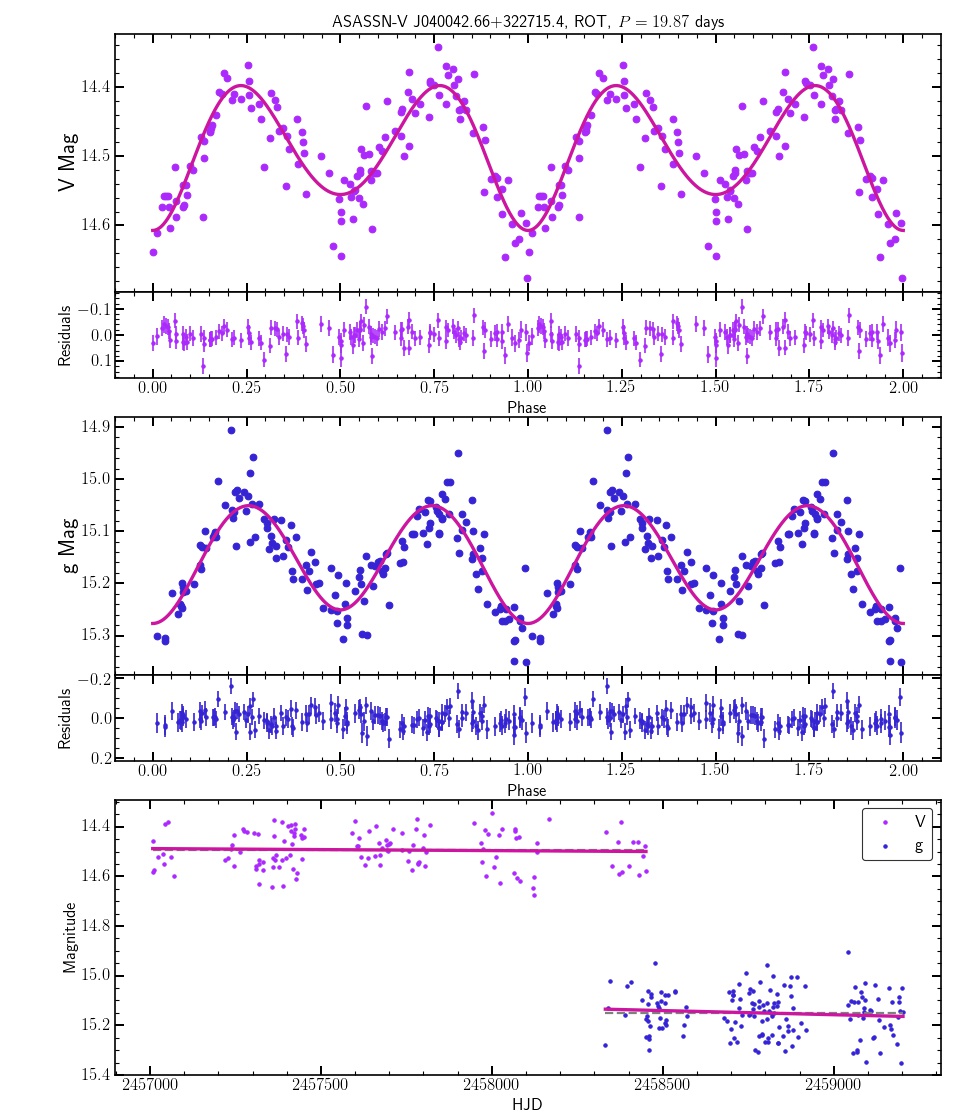 ASASSN-V J040042.66+322715.4, ROT, P = 19.87 days
14.4
14.5
14.6
V Mag
−0.1
0.0
0.1
Residuals
0.00 0.25 0.50 0.75 1.00 1.25 1.50 1.75 2.00
Phase
14.9
15.0
15.1
15.2
15.3
g Mag
−0.2
0.0
0.2
Residuals
0.00 0.25 0.50 0.75 1.00 1.25 1.50 1.75 2.00
Phase
14.4
14.6
14.8
15.0
15.2
15.4
Magnitude
V
g
2457000 2457500 2458000 2458500 2459000
HJD